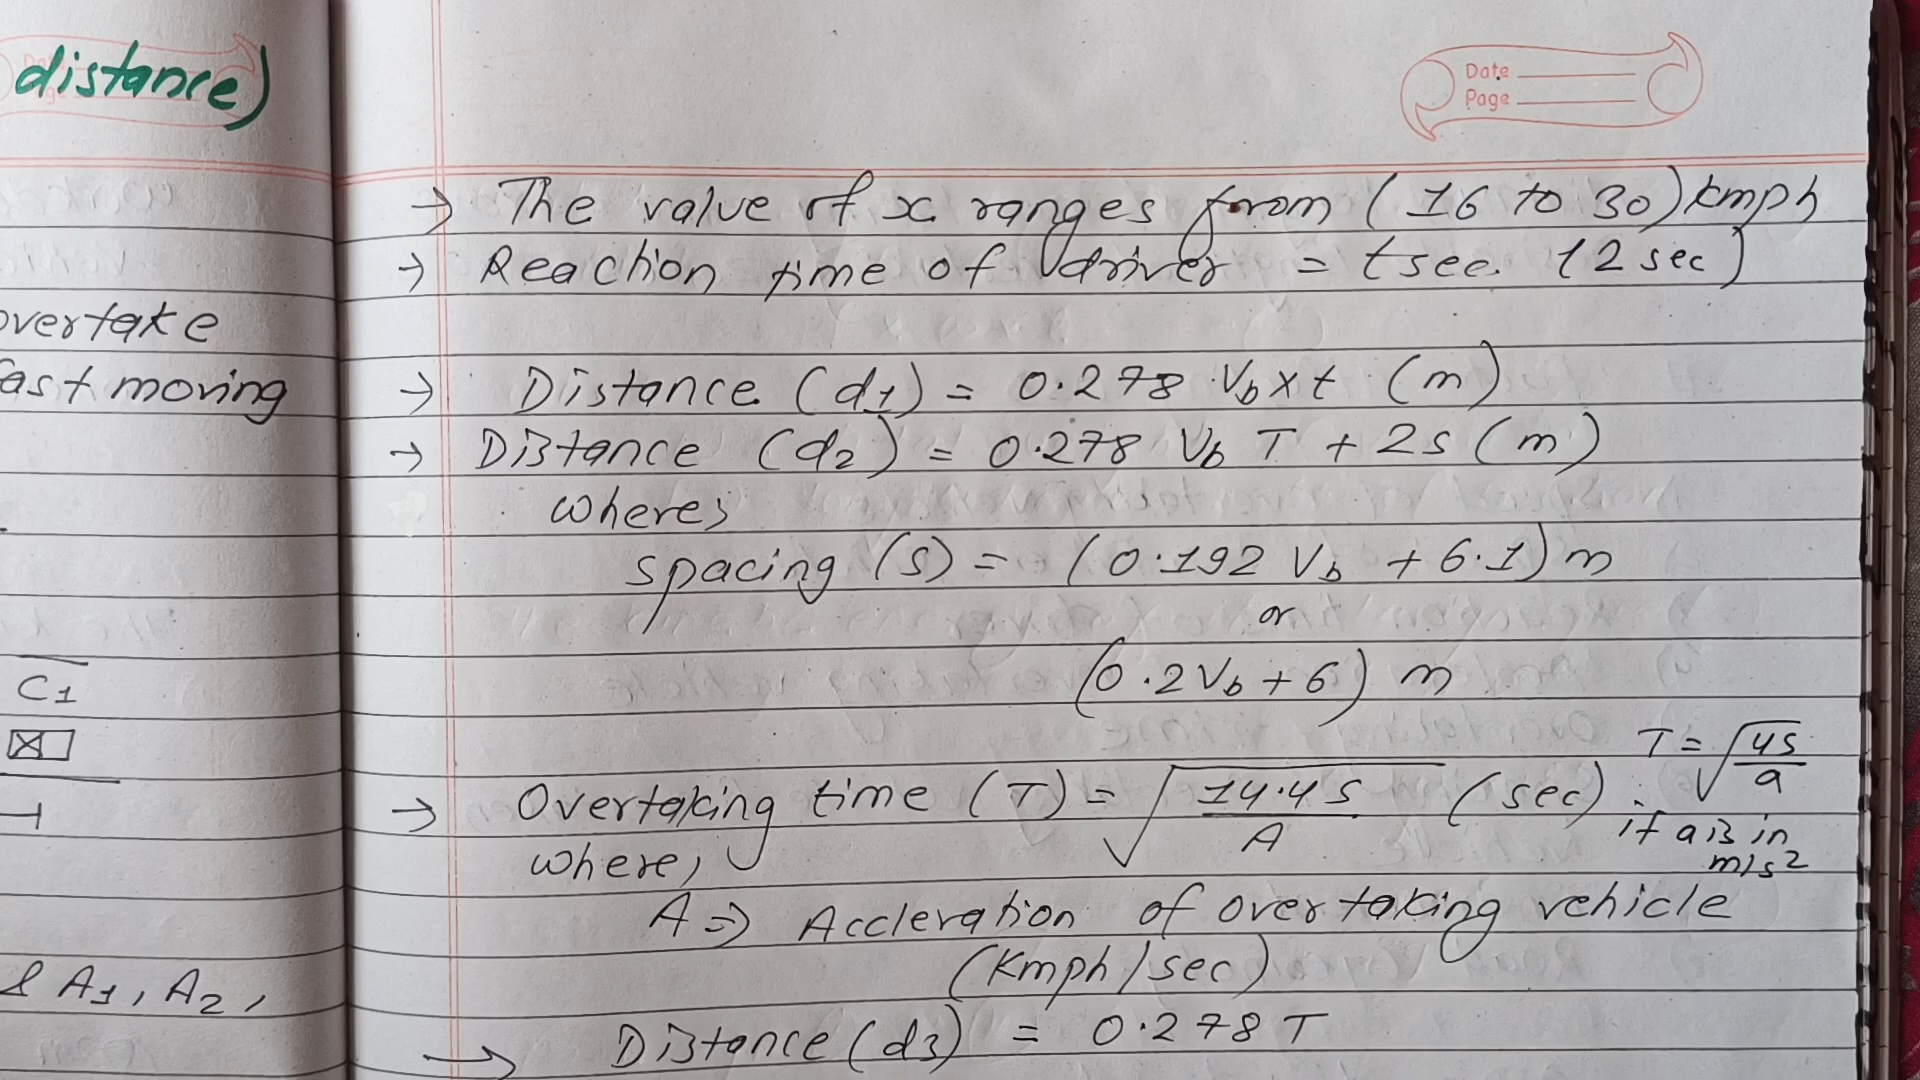 distance)
overtake
fast moving
C1
& A1, A2,
Date
Page
→ The value of x ranges from (16 to 30) kmph
→ Reaction time of driver = t sec. (2 sec)
→ Distance (d1) = 0.278 Vb x t (m)
→ Distance (d2) = 0.278 Vb T + 2s (m)
where,
spacing (s) = (0.192 Vb + 6.1) m
or
(0.2 Vb + 6) m
→ Overtaking time (T) = √(14.4 s / A) (sec) ; T = √(4s / a)
if a is in
m/s²
where,
A ⇒ Accleration of overtaking vehicle
(Kmph/sec)
→ Distance (d3) = 0.278 T